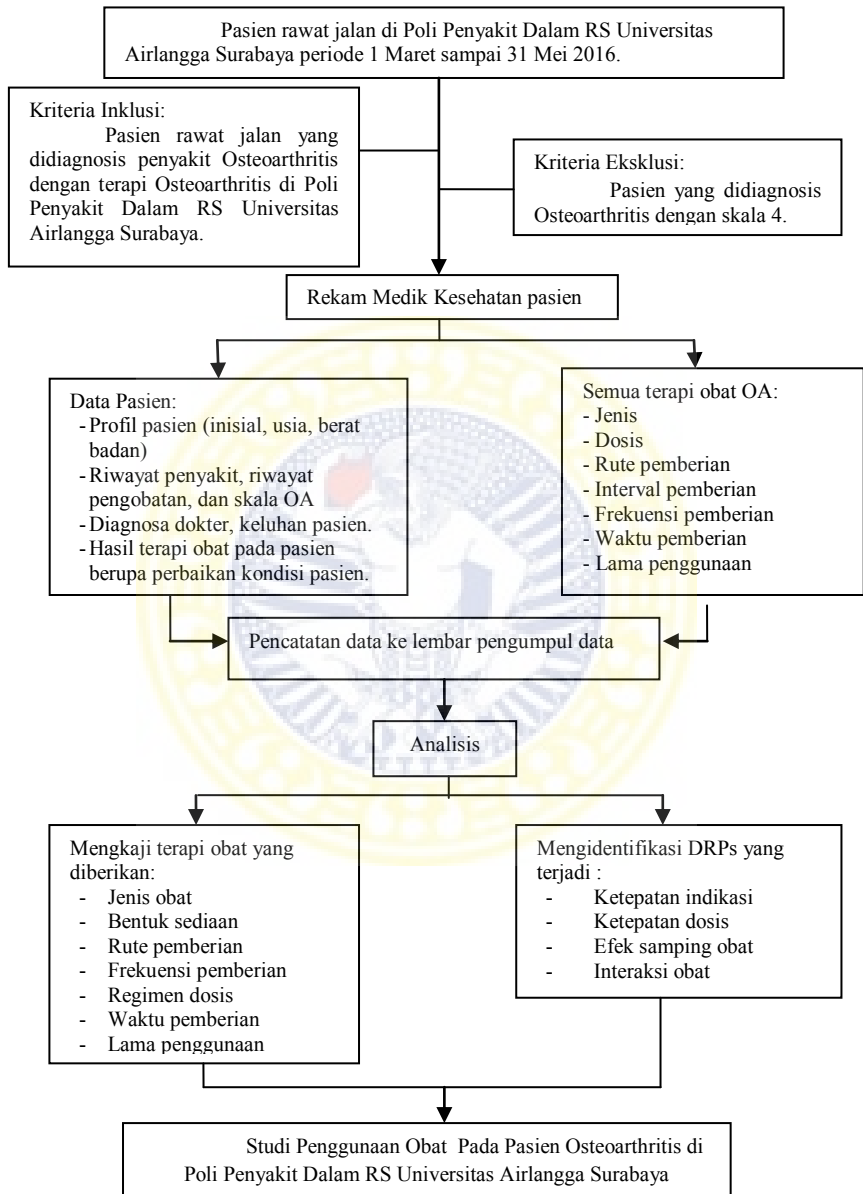 Pasien rawat jalan di Poli Penyakit Dalam RS Universitas
Airlangga Surabaya periode 1 Maret sampai 31 Mei 2016.
Kriteria Inklusi:
Pasien rawat jalan yang
didiagnosis penyakit Osteoarthritis
dengan terapi Osteoarthritis di Poli
Penyakit Dalam RS Universitas
Airlangga Surabaya.
Kriteria Eksklusi:
Pasien yang didiagnosis
Osteoarthritis dengan skala 4.
Rekam Medik Kesehatan pasien
Data Pasien:
- Profil pasien (inisial, usia, berat
badan)
- Riwayat penyakit, riwayat
pengobatan, dan skala OA
- Diagnosa dokter, keluhan pasien.
- Hasil terapi obat pada pasien
berupa perbaikan kondisi pasien.
Semua terapi obat OA:
- Jenis
- Dosis
- Rute pemberian
- Interval pemberian
- Frekuensi pemberian
- Waktu pemberian
- Lama penggunaan
Pencatatan data ke lembar pengumpul data
Analisis
Mengkaji terapi obat yang
diberikan:
- Jenis obat
- Bentuk sediaan
- Rute pemberian
- Frekuensi pemberian
- Regimen dosis
- Waktu pemberian
- Lama penggunaan
Mengidentifikasi DRPs yang
terjadi :
- Ketepatan indikasi
- Ketepatan dosis
- Efek samping obat
- Interaksi obat
Studi Penggunaan Obat Pada Pasien Osteoarthritis di
Poli Penyakit Dalam RS Universitas Airlangga Surabaya